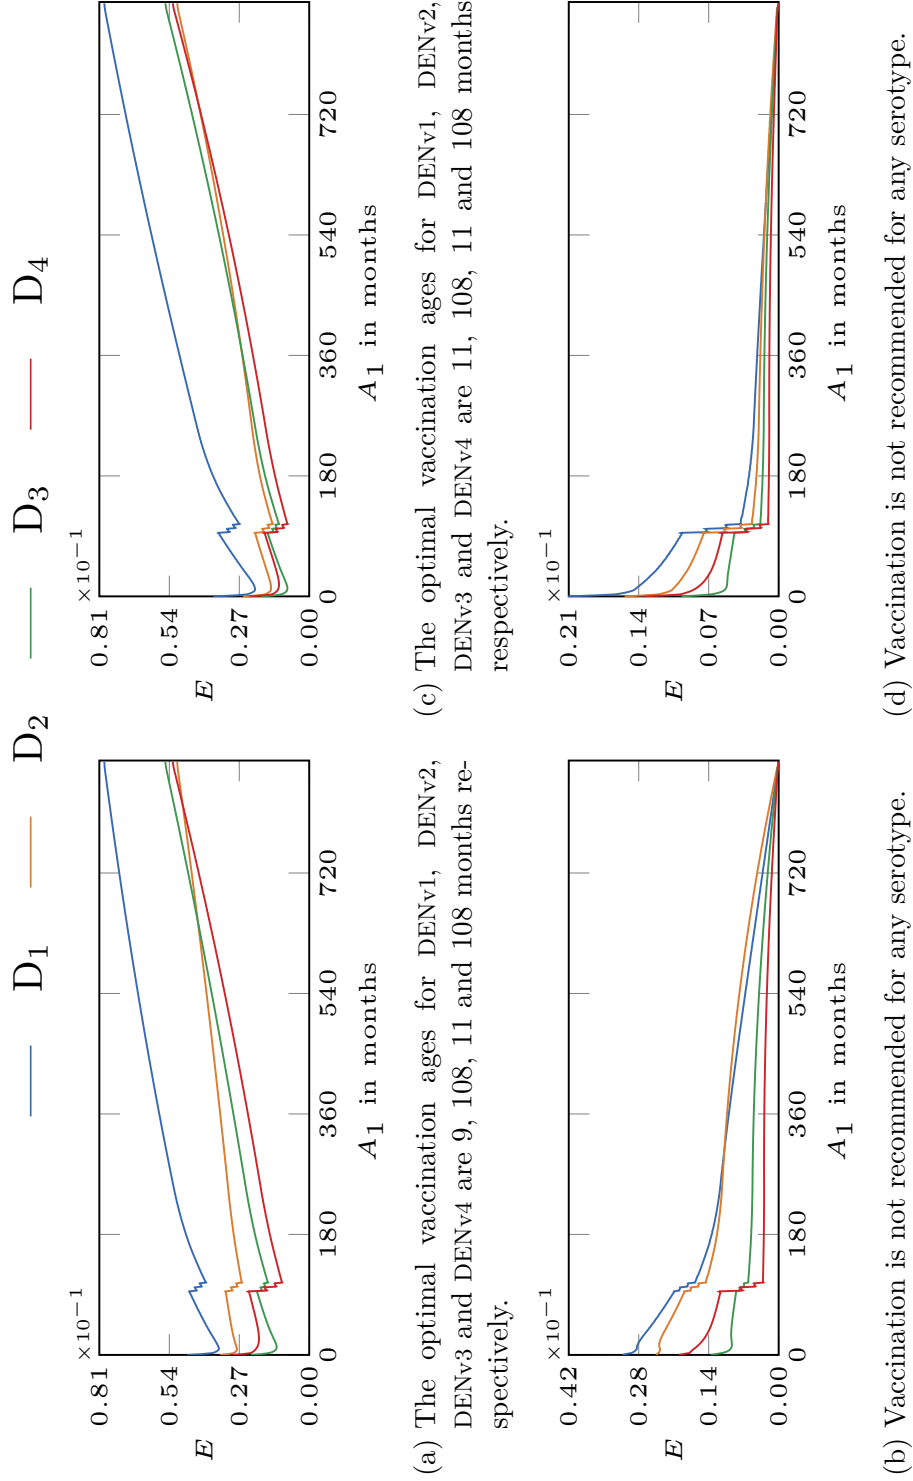 D1 D2 D3 D4
×10−1
0.81
0.54
0.27
0.00
E
0 180 360 540 720
A1 in months
(a) The optimal vaccination ages for DENv1, DENv2,
DENv3 and DENv4 are 9, 108, 11 and 108 months re-
spectively.
×10−1
0.81
0.54
0.27
0.00
E
0 180 360 540 720
A1 in months
(c) The optimal vaccination ages for DENv1, DENv2,
DENv3 and DENv4 are 11, 108, 11 and 108 months
respectively.
×10−1
0.42
0.28
0.14
0.00
E
0 180 360 540 720
A1 in months
(b) Vaccination is not recommended for any serotype.
×10−1
0.21
0.14
0.07
0.00
E
0 180 360 540 720
A1 in months
(d) Vaccination is not recommended for any serotype.